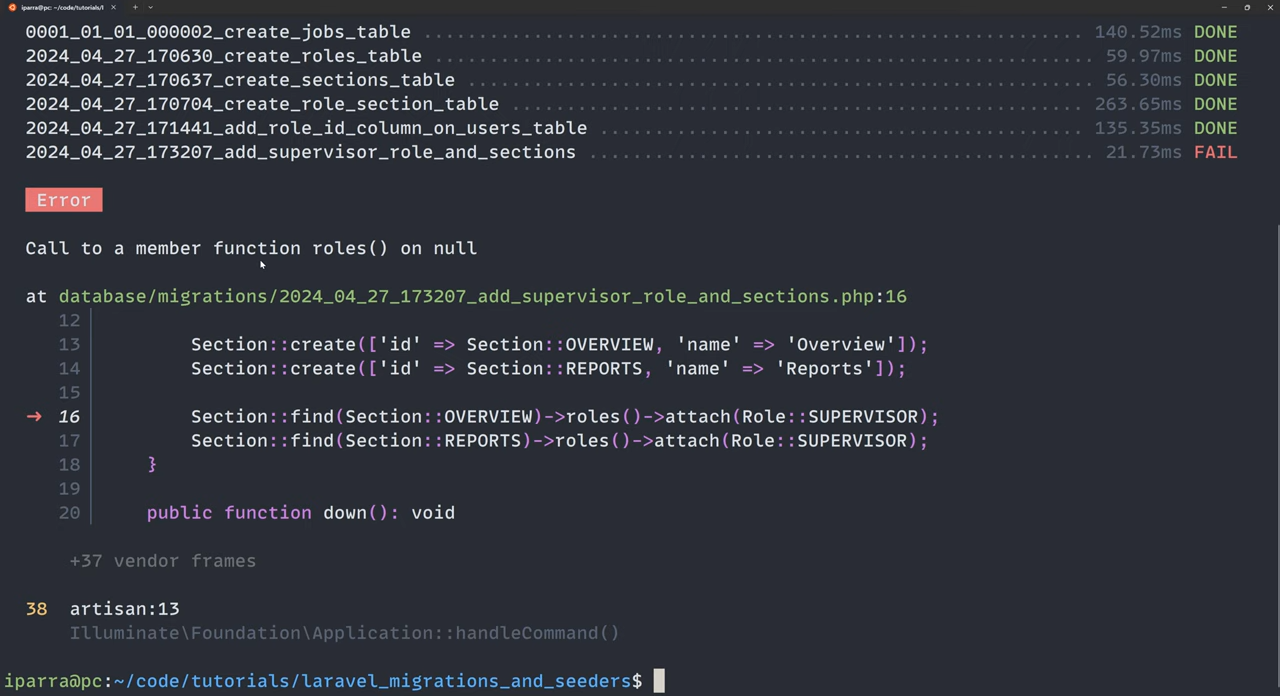 iparra@pc: ~/code/tutorials/l
0001_01_01_000002_create_jobs_table ............................................................ 140.52ms DONE
2024_04_27_170630_create_roles_table ............................................................ 59.97ms DONE
2024_04_27_170637_create_sections_table ......................................................... 56.30ms DONE
2024_04_27_170704_create_role_section_table .................................................... 263.65ms DONE
2024_04_27_171441_add_role_id_column_on_users_table ............................................ 135.35ms DONE
2024_04_27_173207_add_supervisor_role_and_sections .............................................. 21.73ms FAIL
Error
Call to a member function roles() on null
at database/migrations/2024_04_27_173207_add_supervisor_role_and_sections.php:16
12
13 Section::create(['id' => Section::OVERVIEW, 'name' => 'Overview']);
14 Section::create(['id' => Section::REPORTS, 'name' => 'Reports']);
15
→ 16 Section::find(Section::OVERVIEW)->roles()->attach(Role::SUPERVISOR);
17 Section::find(Section::REPORTS)->roles()->attach(Role::SUPERVISOR);
18 }
19
20 public function down(): void
+37 vendor frames
38 artisan:13
Illuminate\Foundation\Application::handleCommand()
iparra@pc:~/code/tutorials/laravel_migrations_and_seeders$